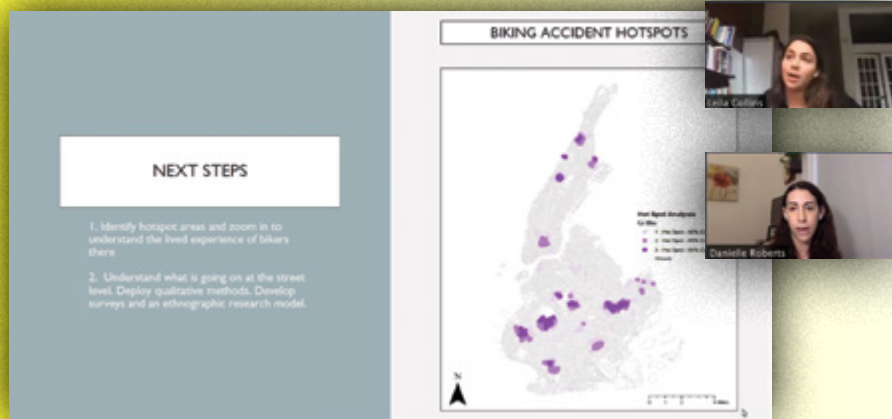 BIKING ACCIDENT HOTSPOTS
Leila Collins
NEXT STEPS
1. Identify hotspot areas and zoom in to
understand the lived experience of bikers
there
2. Understand what is going on at the street
level. Deploy qualitative methods. Develop
surveys and an ethnographic research model.
Hot Spot Analysis
Danielle Roberts
N